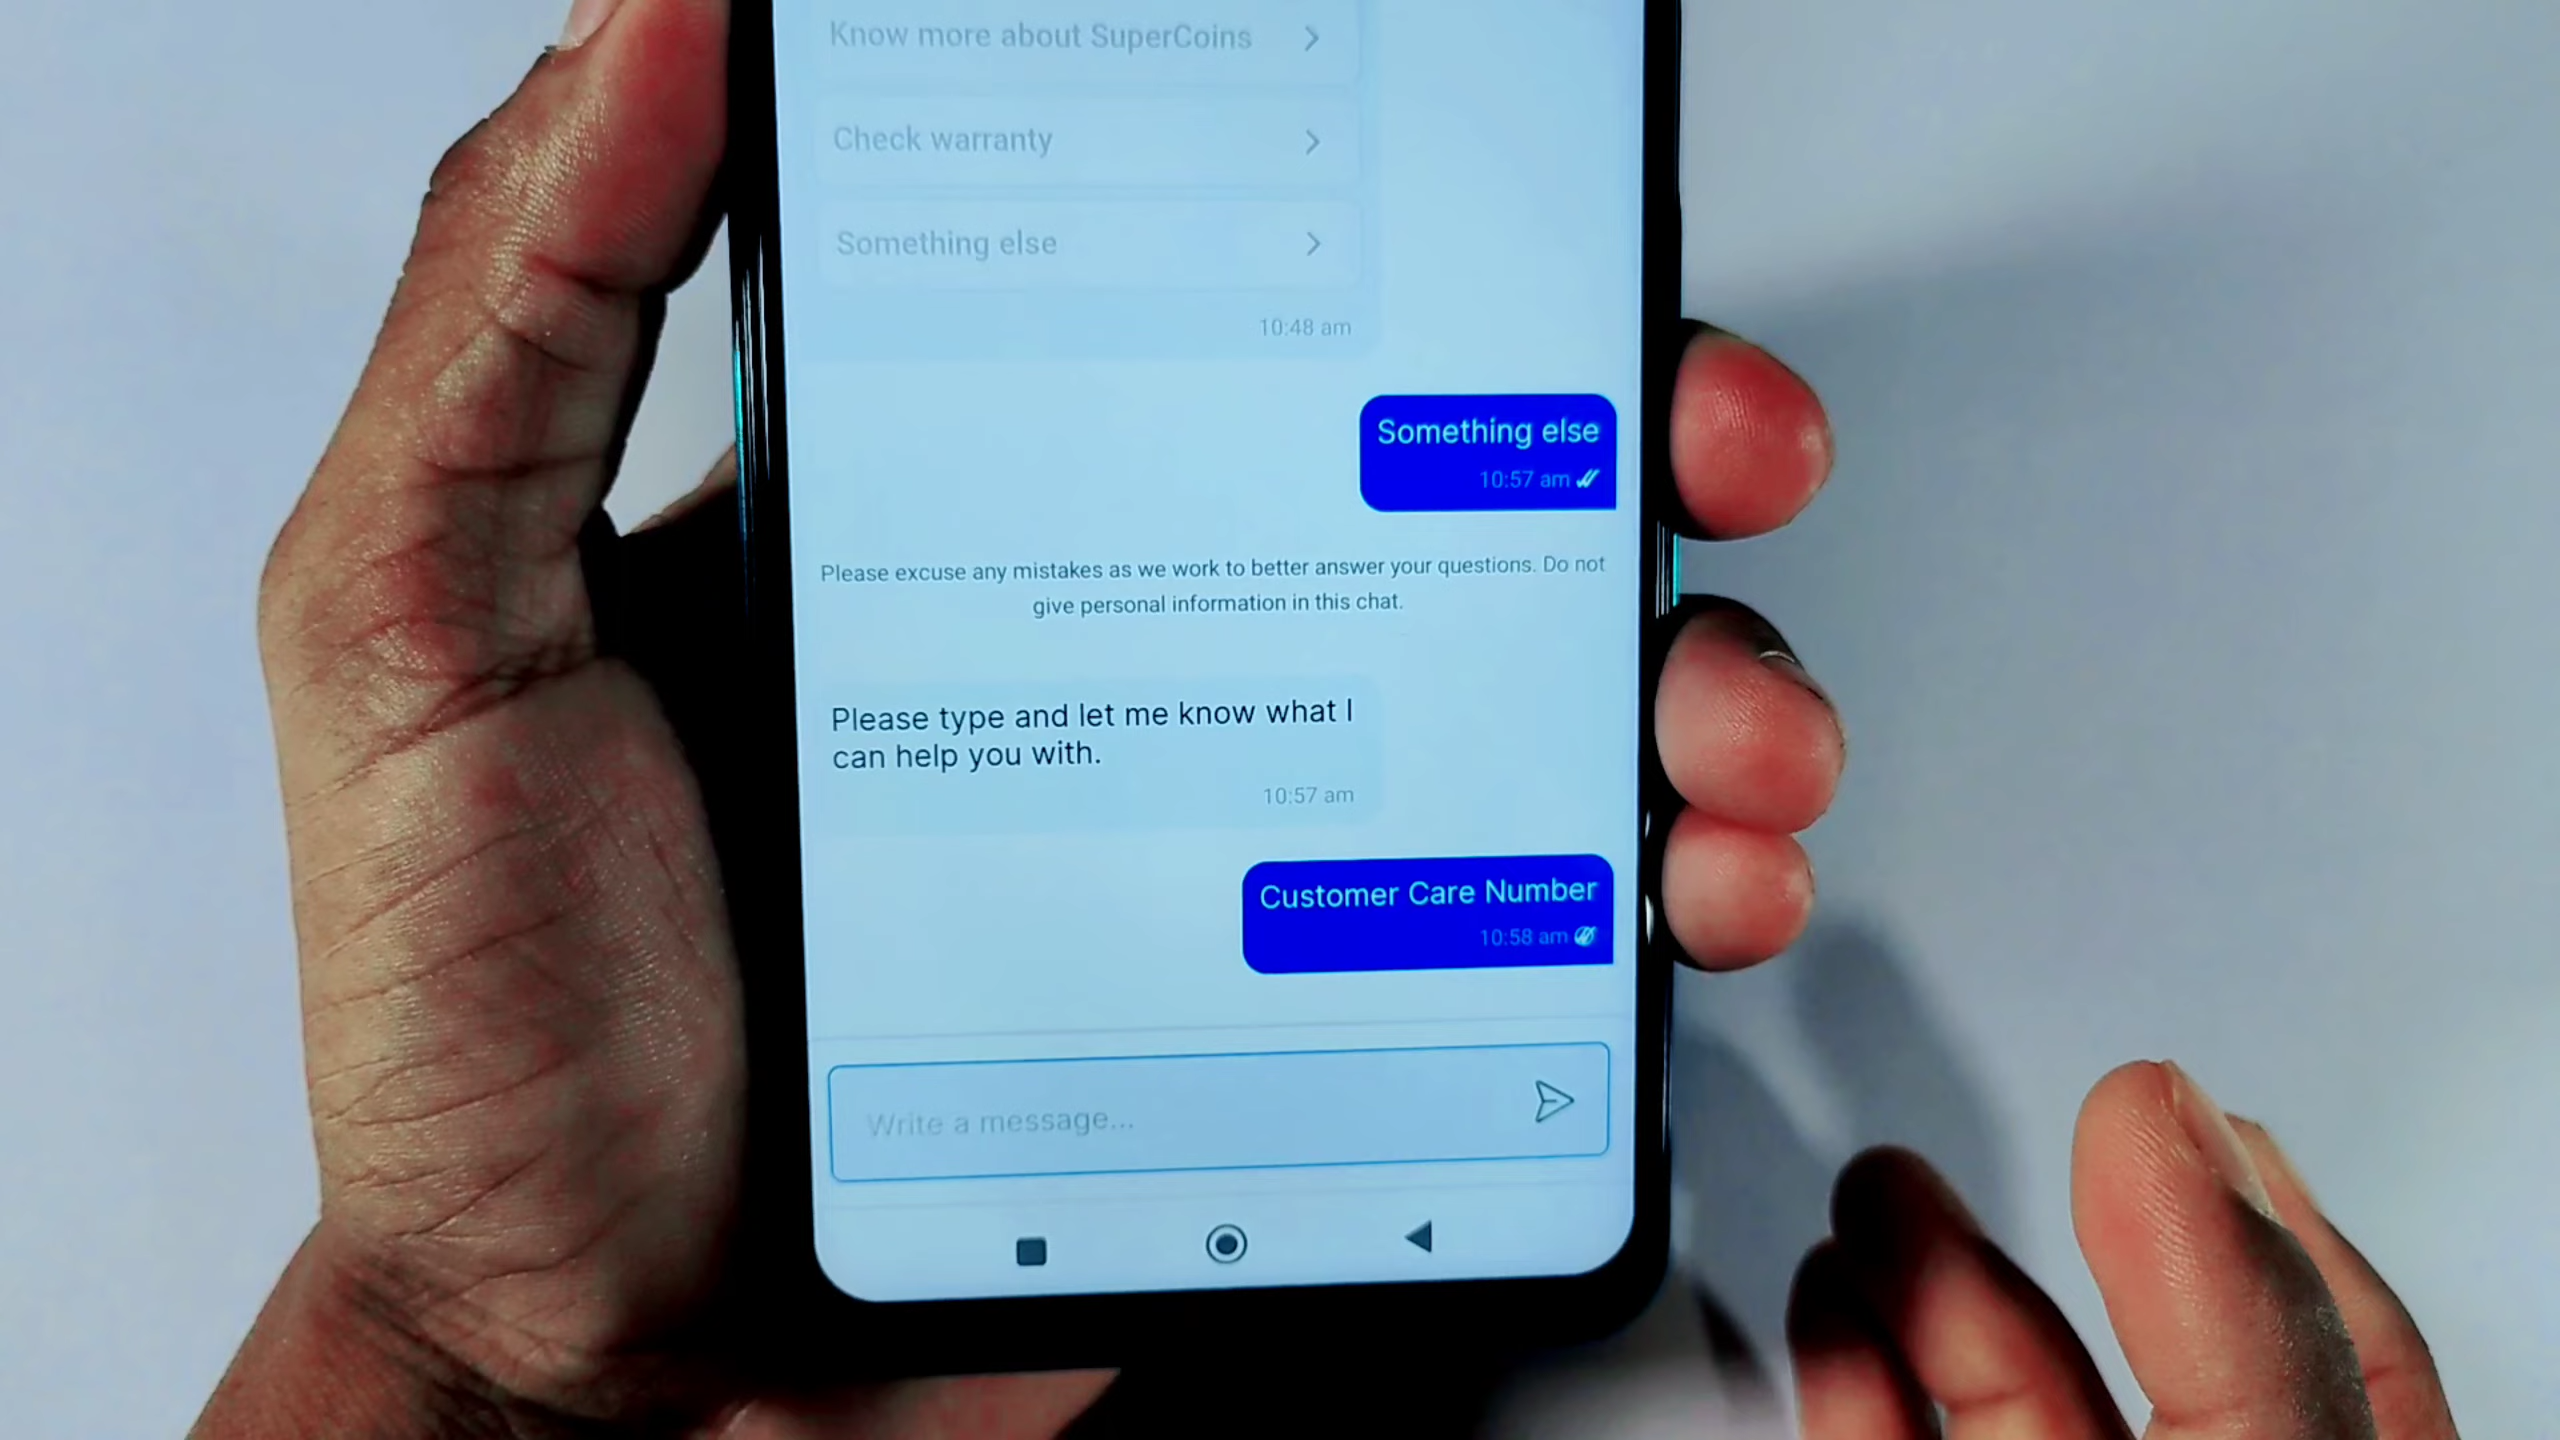 Know more about SuperCoins
Check warranty
Something else
10:48 am
Something else
10:57 am
Please excuse any mistakes as we work to better answer your questions. Do not
give personal information in this chat.
Please type and let me know what I
can help you with.
10:57 am
Customer Care Number
10:58 am
Write a message...